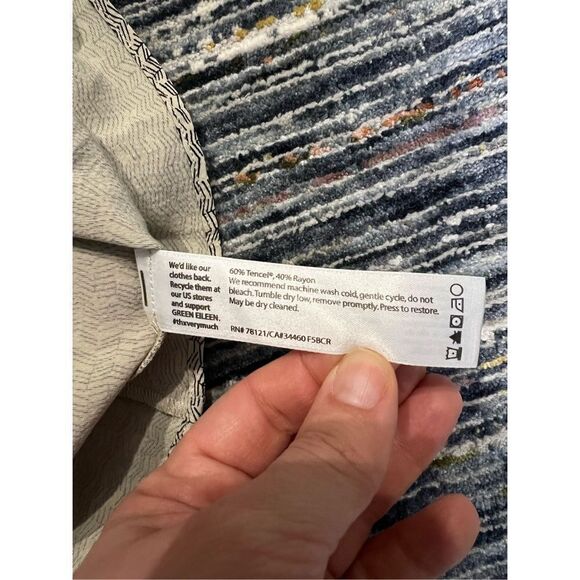 We'd like our
clothes back.
Recycle them at
our US stores
and support
GREEN EILEEN.
#thxverymuch
60% Tencel®, 40% Rayon
We recommend machine wash cold, gentle cycle, do not
bleach. Tumble dry low, remove promptly. Press to restore.
May be dry cleaned.
RN# 78121/CA#34460 F5BCR